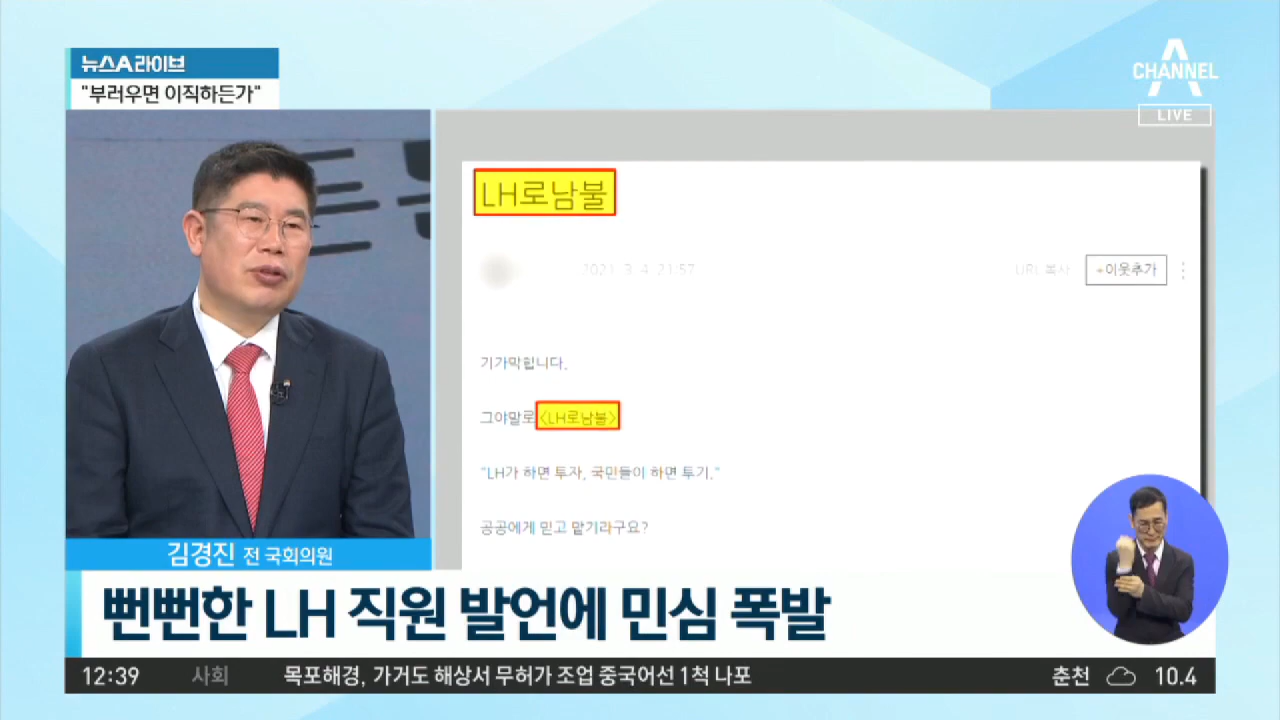 뉴스A 라이브
"부러우면 이직하든가"
CHANNEL A
LIVE
LH로남불
2021. 3. 4. 21:57
URL 복사
+이웃추가
기가막힙니다.
그야말로 <LH로남불>
"LH가 하면 투자, 국민들이 하면 투기."
공공에게 믿고 맡기라구요?
김경진 전 국회의원
뻔뻔한 LH 직원 발언에 민심 폭발
12:39 사회 목포해경, 가거도 해상서 무허가 조업 중국어선 1척 나포 춘천 10.4